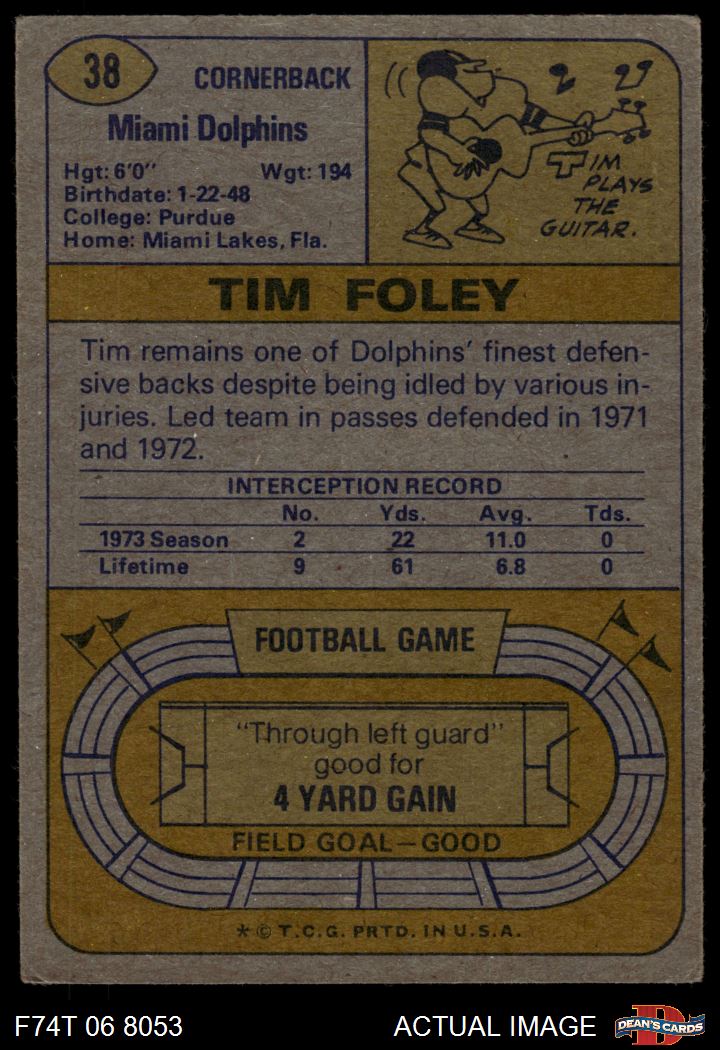 38
CORNERBACK
Miami Dolphins
Hgt: 6'0" Wgt: 194
Birthdate: 1-22-48
College: Purdue
Home: Miami Lakes, Fla.
TIM PLAYS THE GUITAR.
TIM FOLEY
Tim remains one of Dolphins' finest defen-
sive backs despite being idled by various in-
juries. Led team in passes defended in 1971
and 1972.
INTERCEPTION RECORD
No. Yds. Avg. Tds.
1973 Season 2 22 11.0 0
Lifetime 9 61 6.8 0
FOOTBALL GAME
"Through left guard"
good for
4 YARD GAIN
FIELD GOAL—GOOD
* © T.C.G. PRTD. IN U.S.A.
F74T 06 8053 ACTUAL IMAGE
D
DEAN'S CARDS